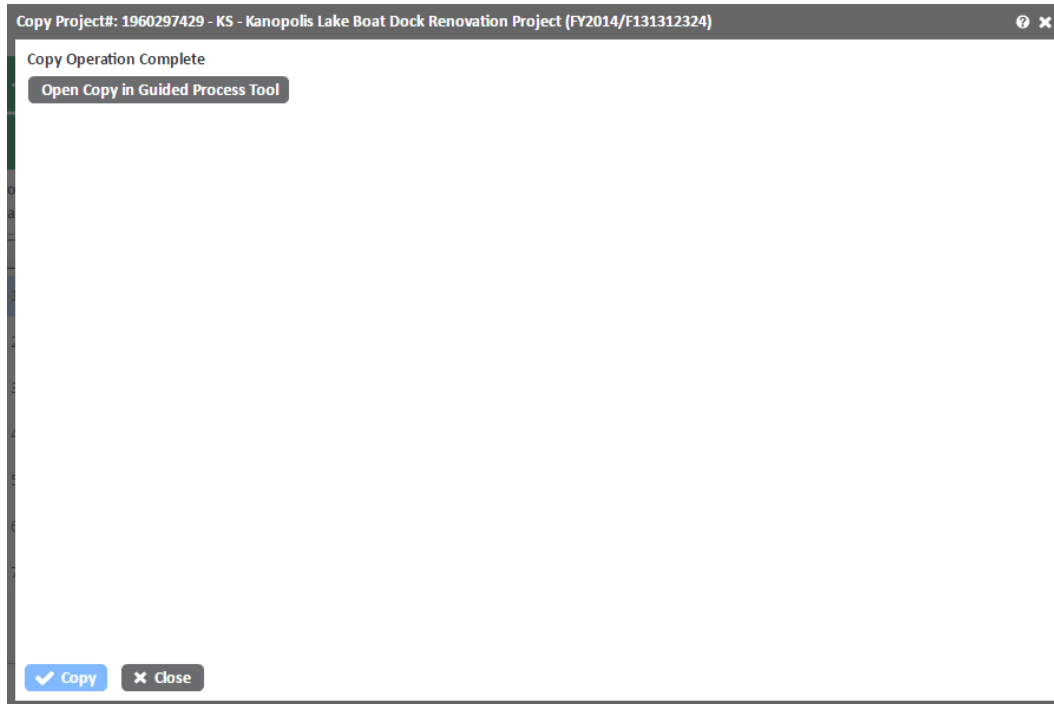 Copy Project#: 1960297429 - KS - Kanopolis Lake Boat Dock Renovation Project (FY2014/F131312324)
Copy Operation Complete
Open Copy in Guided Process Tool
Copy
Close